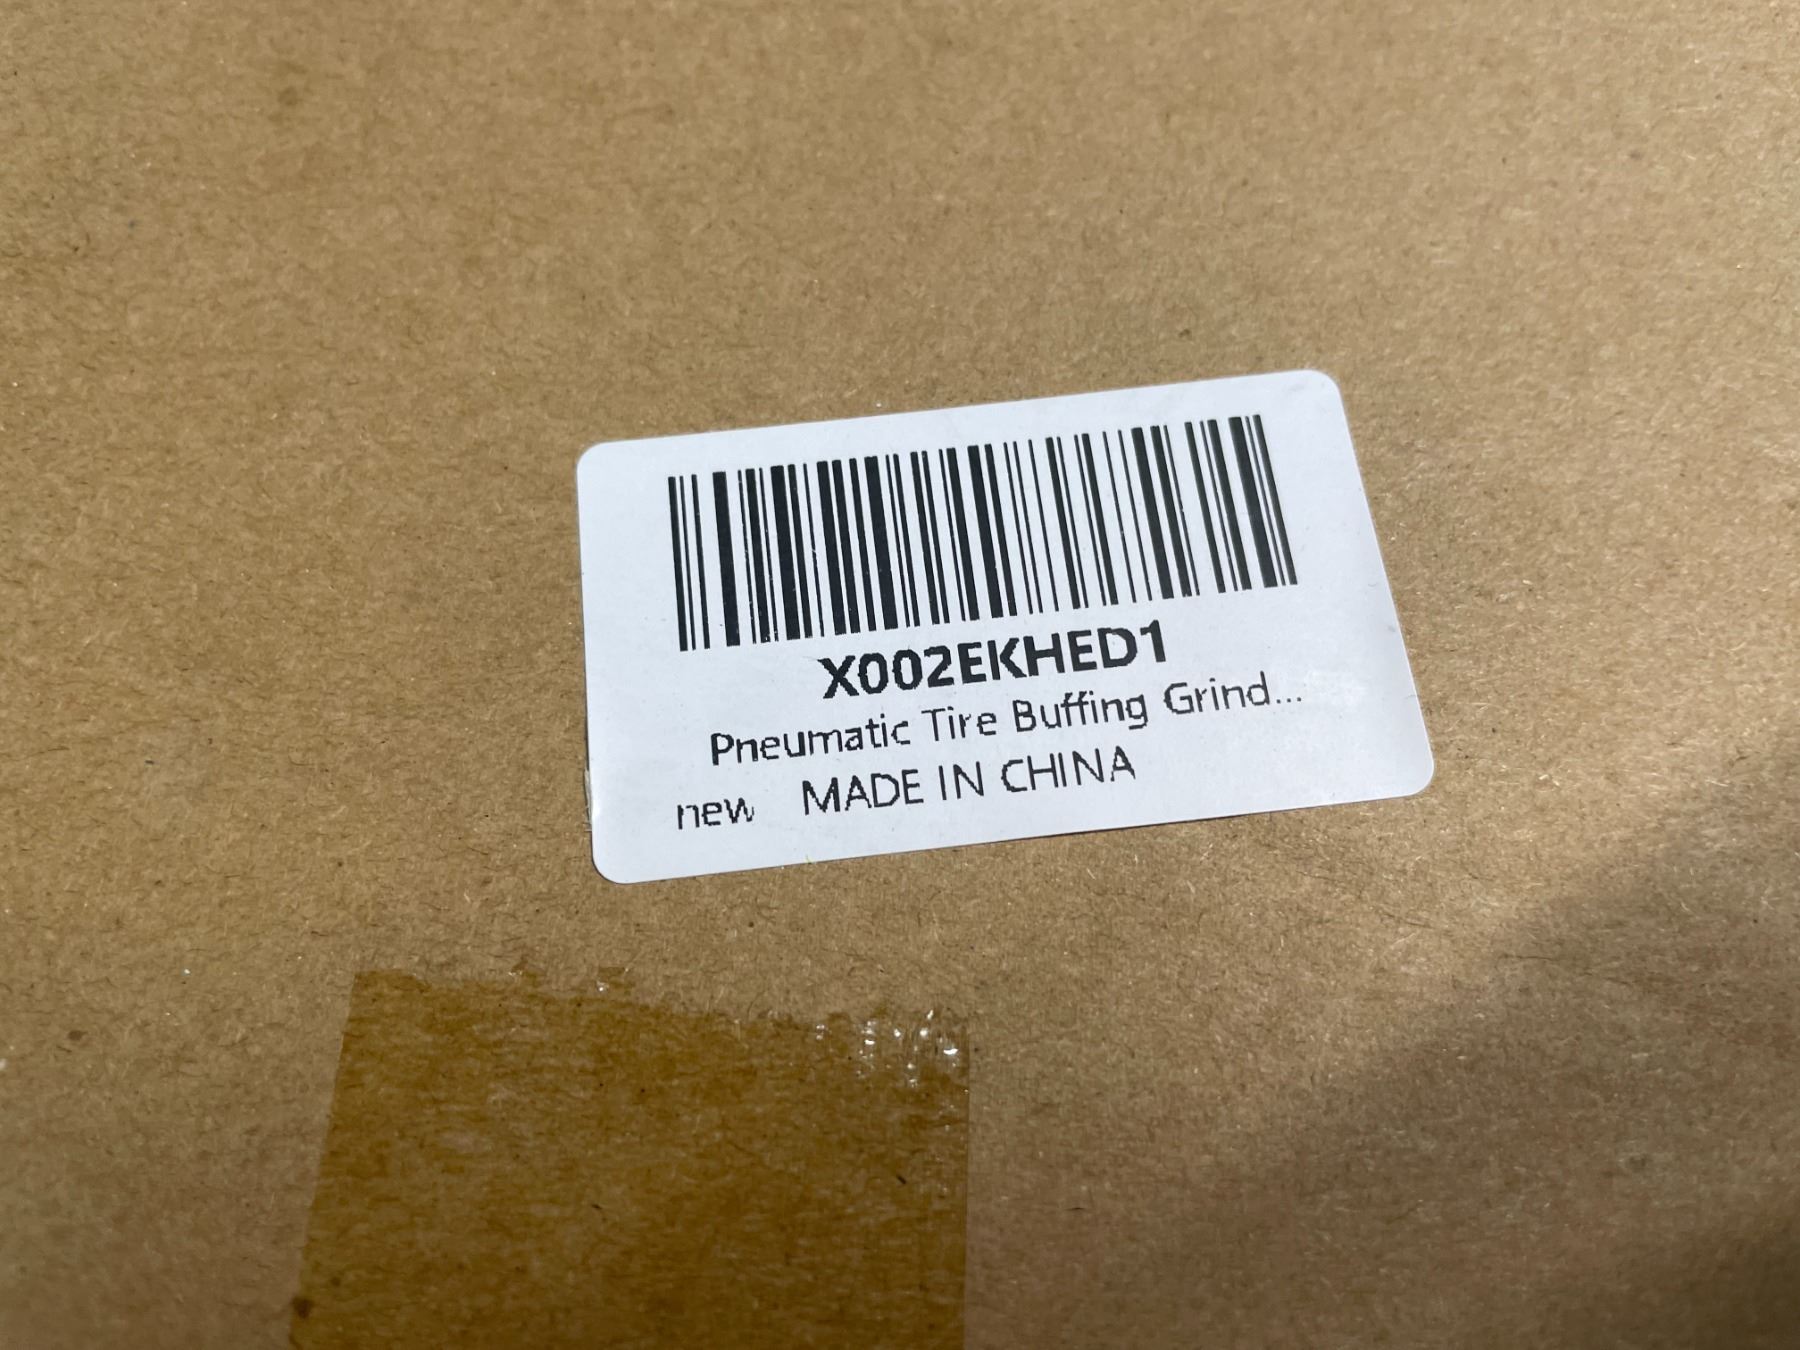 X002EKHED1
Pneumatic Tire Buffing Grind...
new MADE IN CHINA